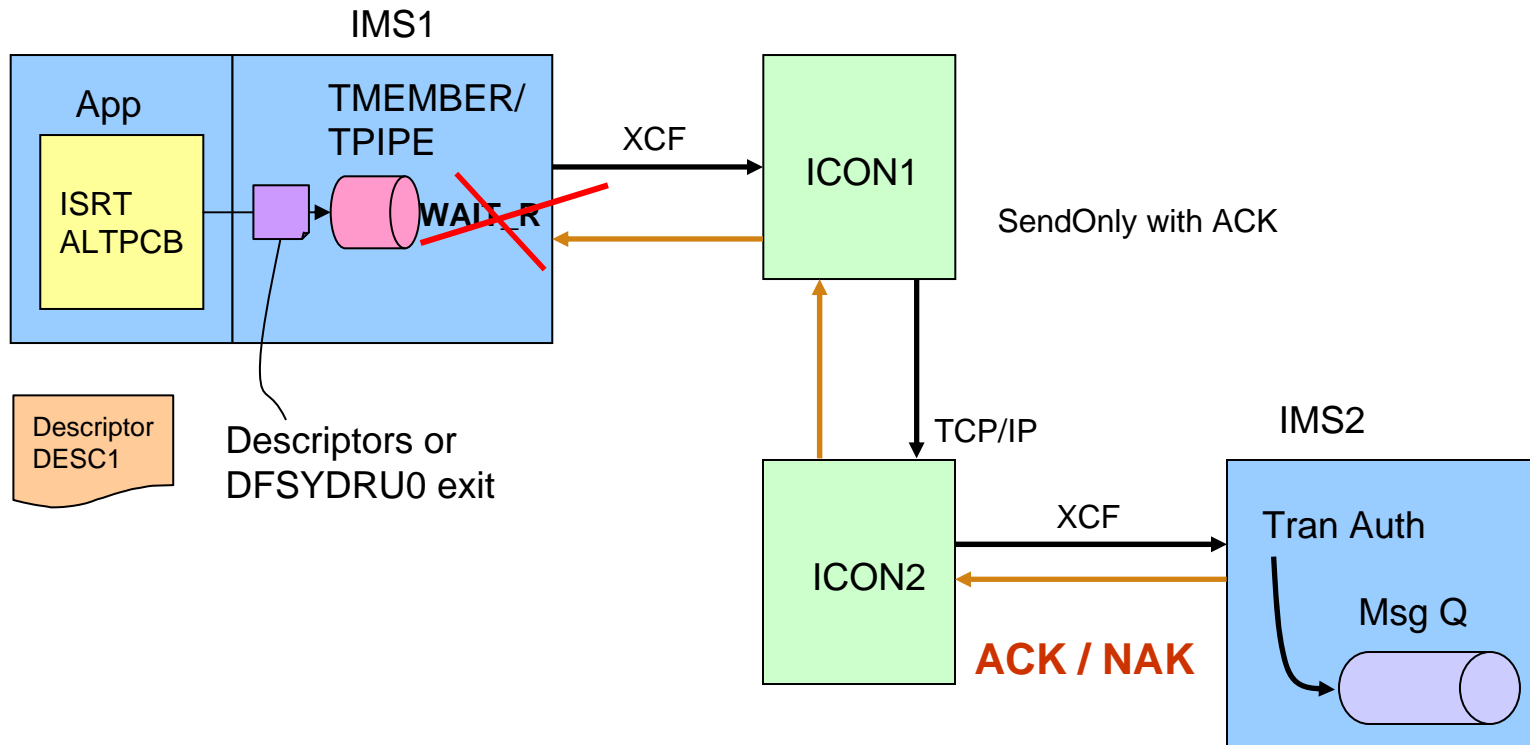 IMS1
App
TMEMBER/
TPIPE
ISRT
ALTPCB
WAIT_R
XCF
ICON1
SendOnly with ACK
Descriptor
DESC1
Descriptors or
DFSYDRU0 exit
TCP/IP
IMS2
ICON2
XCF
Tran Auth
Msg Q
ACK / NAK